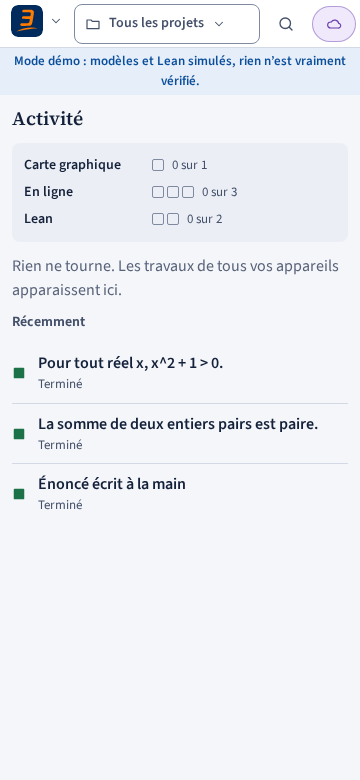 Tous les projets
Mode démo : modèles et Lean simulés, rien n’est vraiment
vérifié.
Activité
Carte graphique 0 sur 1
En ligne 0 sur 3
Lean 0 sur 2
Rien ne tourne. Les travaux de tous vos appareils
apparaissent ici.
Récemment
Pour tout réel x, x^2 + 1 > 0.
Terminé
La somme de deux entiers pairs est paire.
Terminé
Énoncé écrit à la main
Terminé